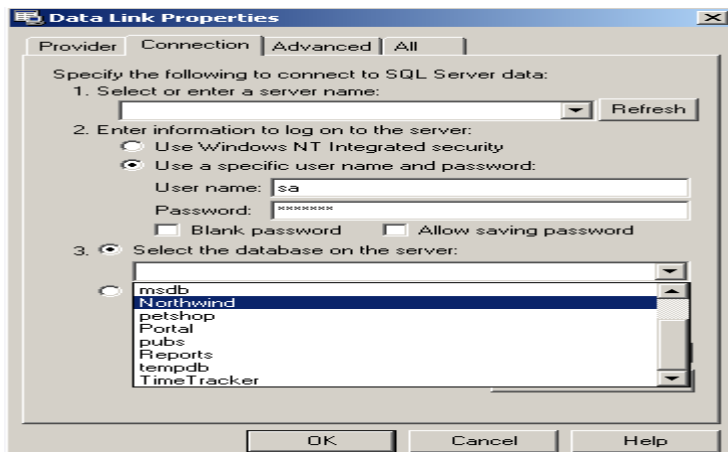 Data Link Properties
Provider Connection Advanced All
Specify the following to connect to SQL Server data:
1. Select or enter a server name:
Refresh
2. Enter information to log on to the server:
Use Windows NT Integrated security
Use a specific user name and password:
User name: sa
Password: *******
Blank password Allow saving password
3. Select the database on the server:
msdb
Northwind
petshop
Portal
pubs
Reports
tempdb
TimeTracker
OK Cancel Help